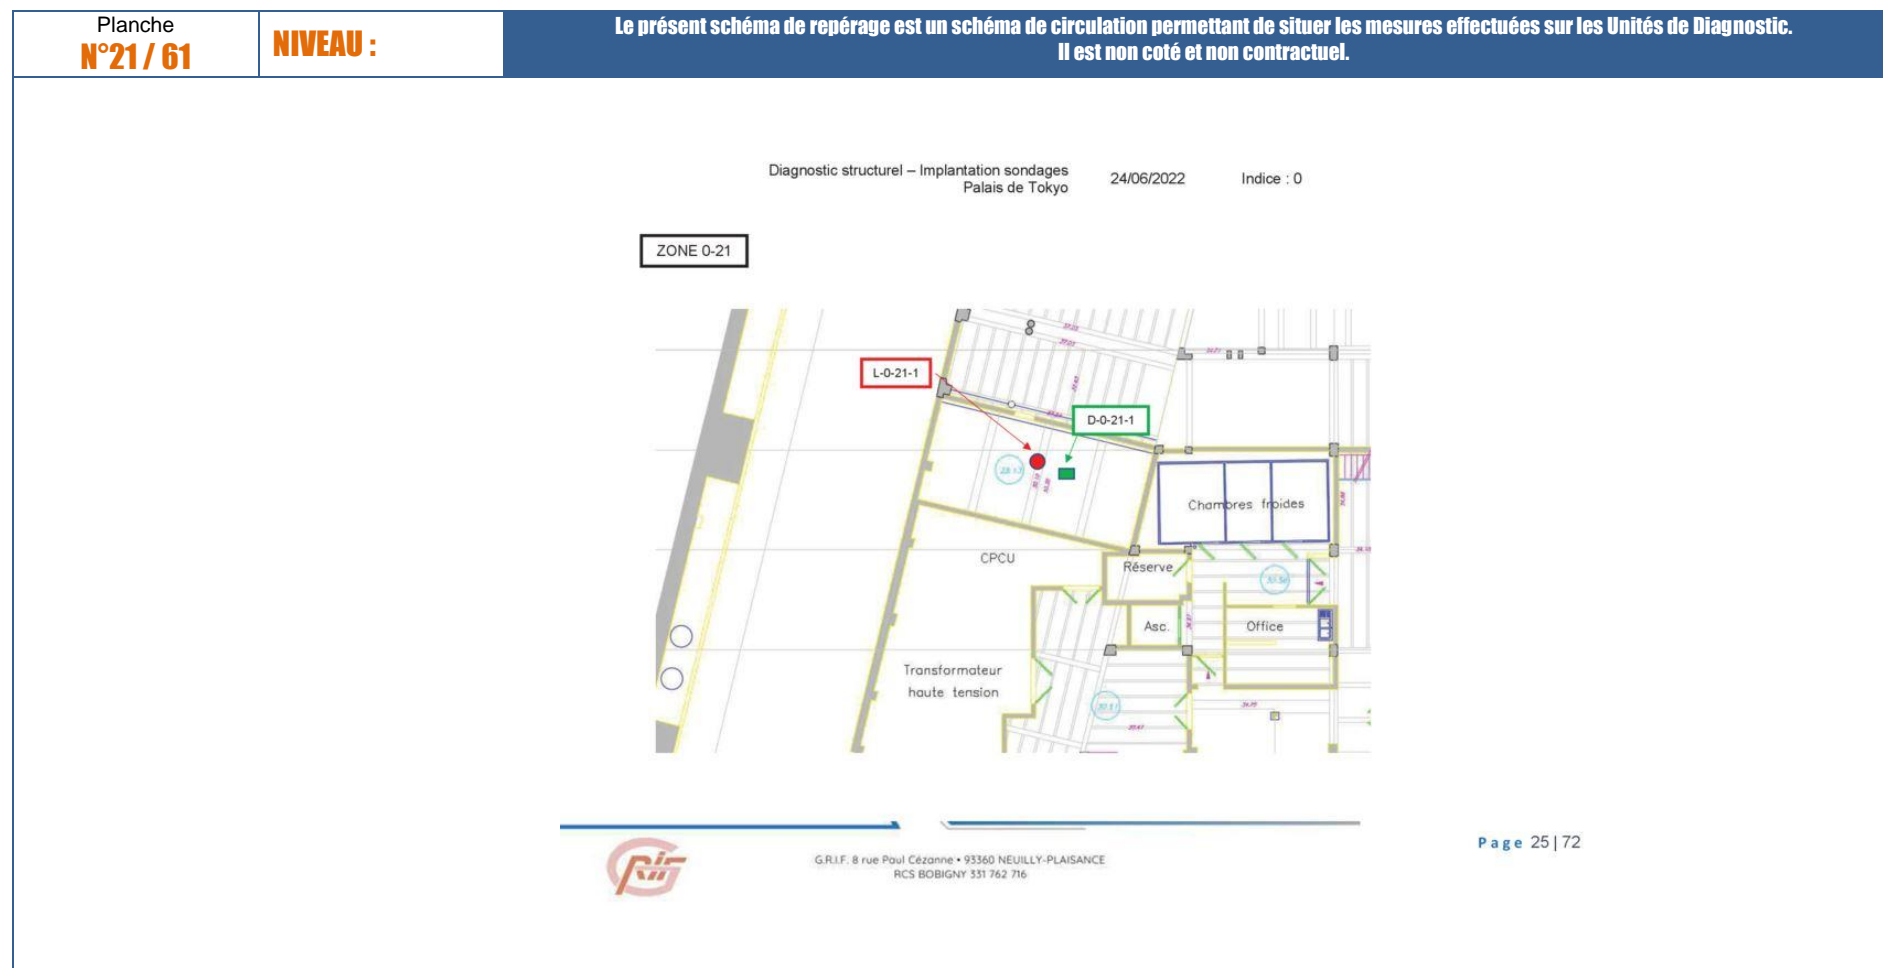 Planche
N°21 / 61
NIVEAU :
Le présent schéma de repérage est un schéma de circulation permettant de situer les mesures effectuées sur les Unités de Diagnostic.
Il est non coté et non contractuel.
Diagnostic structurel – Implantation sondages
Palais de Tokyo
24/06/2022
Indice : 0
ZONE 0-21
L-0-21-1
D-0-21-1
Chambres froides
CPCU
Réserve
Asc.
Office
Transformateur
haute tension
G.R.I.F. 8 rue Paul Cézanne • 93360 NEUILLY-PLAISANCE
RCS BOBIGNY 331 762 716
Page 25 | 72